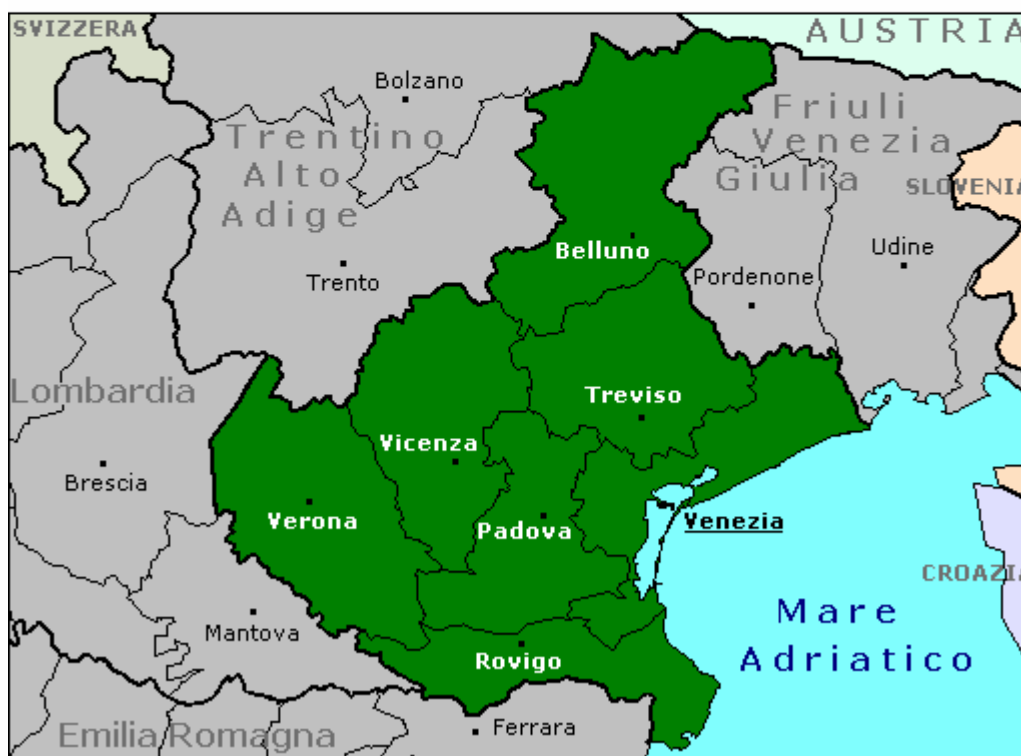 SVIZZERA
AUSTRIA
Bolzano
Trentino
Alto
Adige
Friuli
Venezia
Giulia
SLOVENIA
Belluno
Udine
Trento
Pordenone
Lombardia
Treviso
Vicenza
Brescia
Verona
Padova
Venezia
CROAZIA
Mantova
Mare
Adriatico
Rovigo
Emilia Romagna
Ferrara